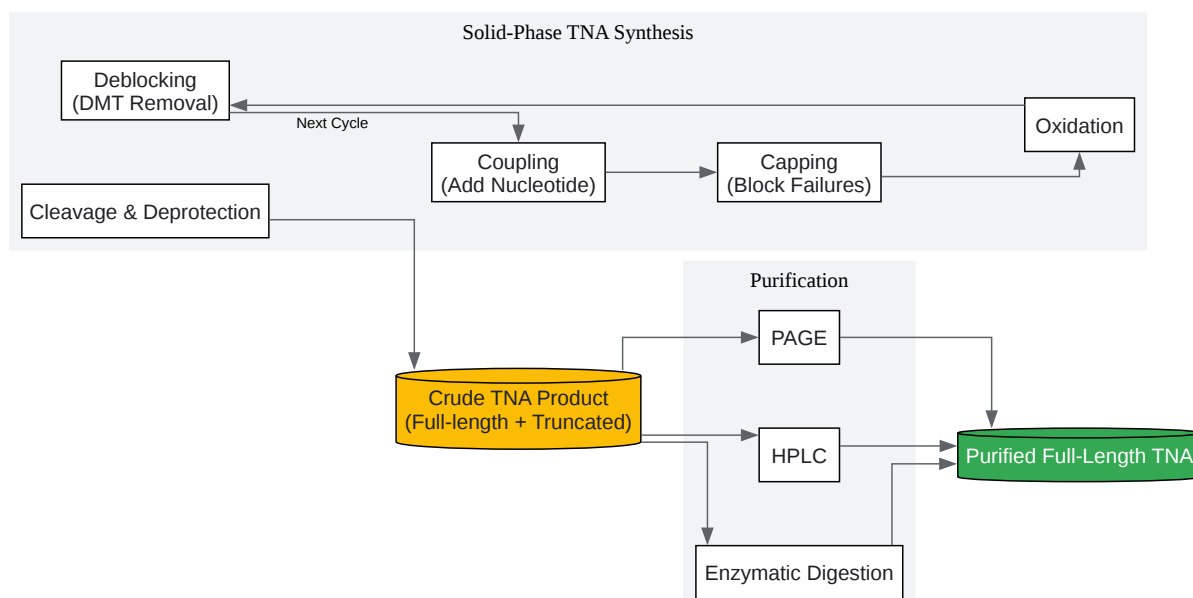 Solid-Phase TNA Synthesis
Deblocking
(DMT Removal)
Next Cycle
Oxidation
Coupling
(Add Nucleotide)
Capping
(Block Failures)
Cleavage & Deprotection
Purification
PAGE
Crude TNA Product
(Full-length + Truncated)
HPLC
Purified Full-Length TNA
Enzymatic Digestion